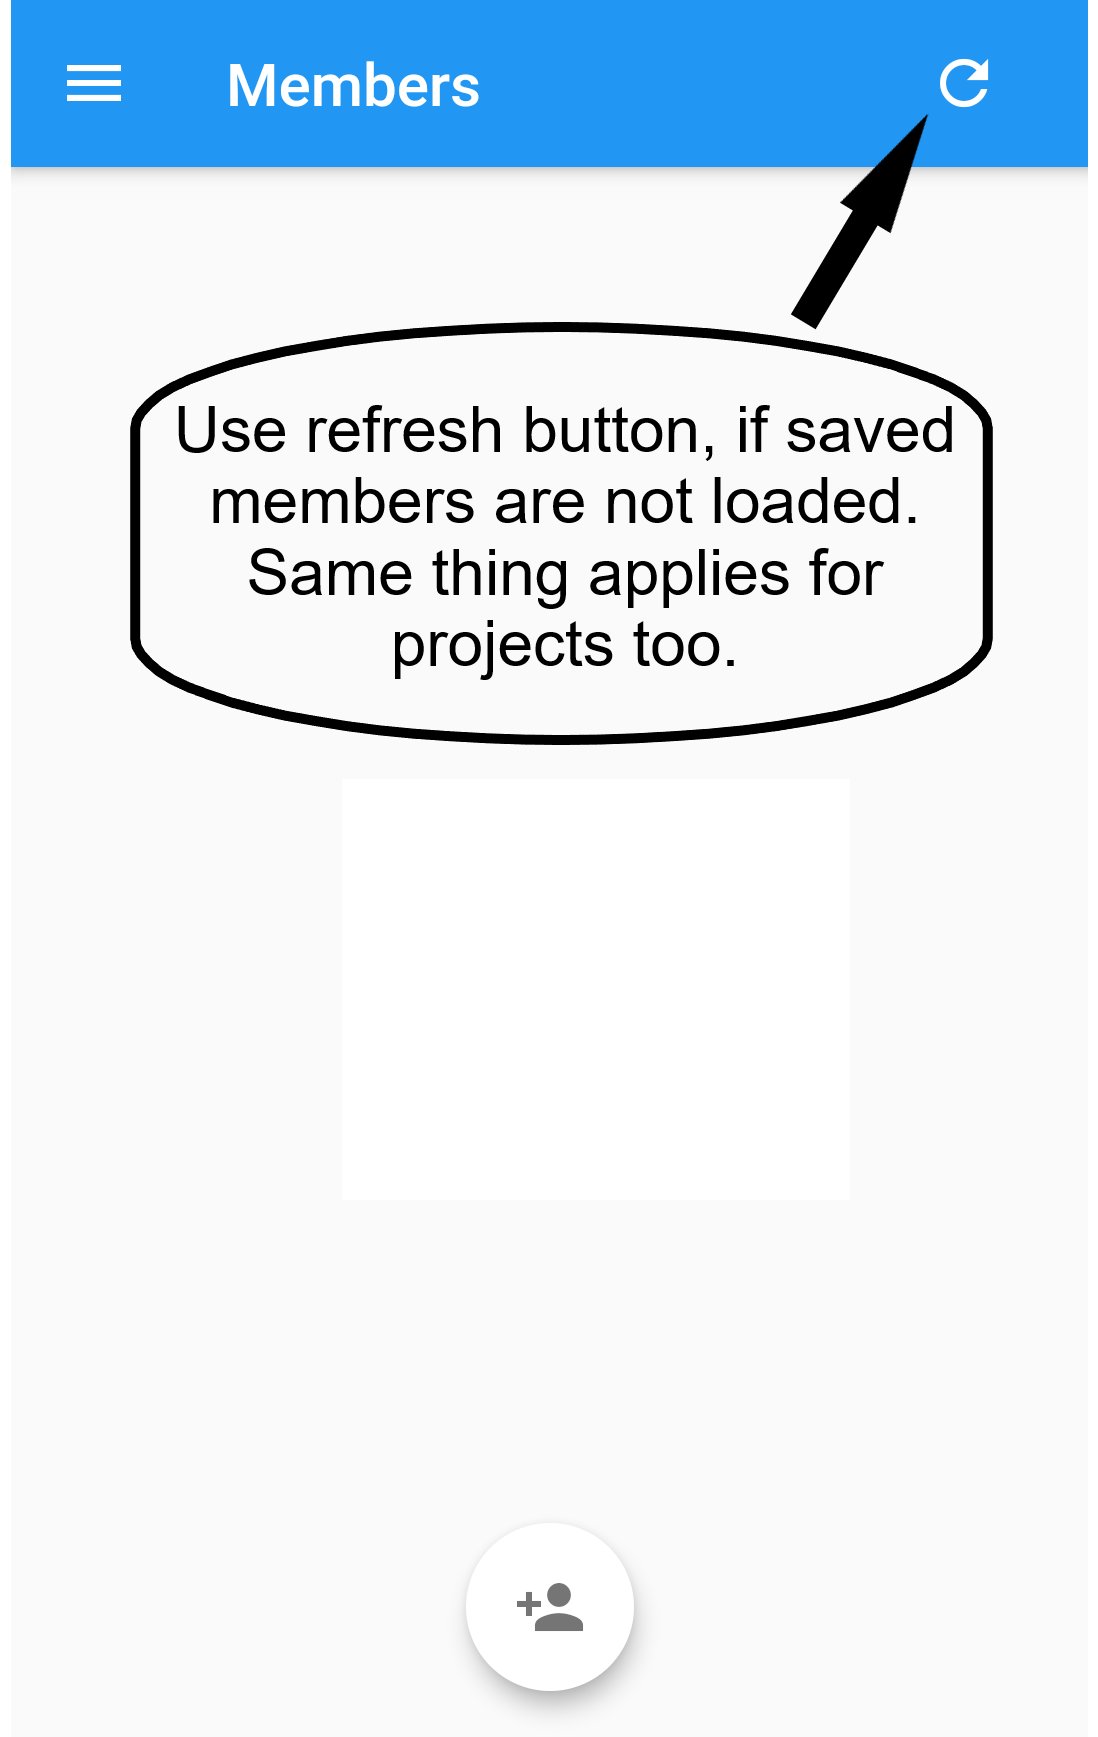 Members
Use refresh button, if saved
members are not loaded.
Same thing applies for
projects too.